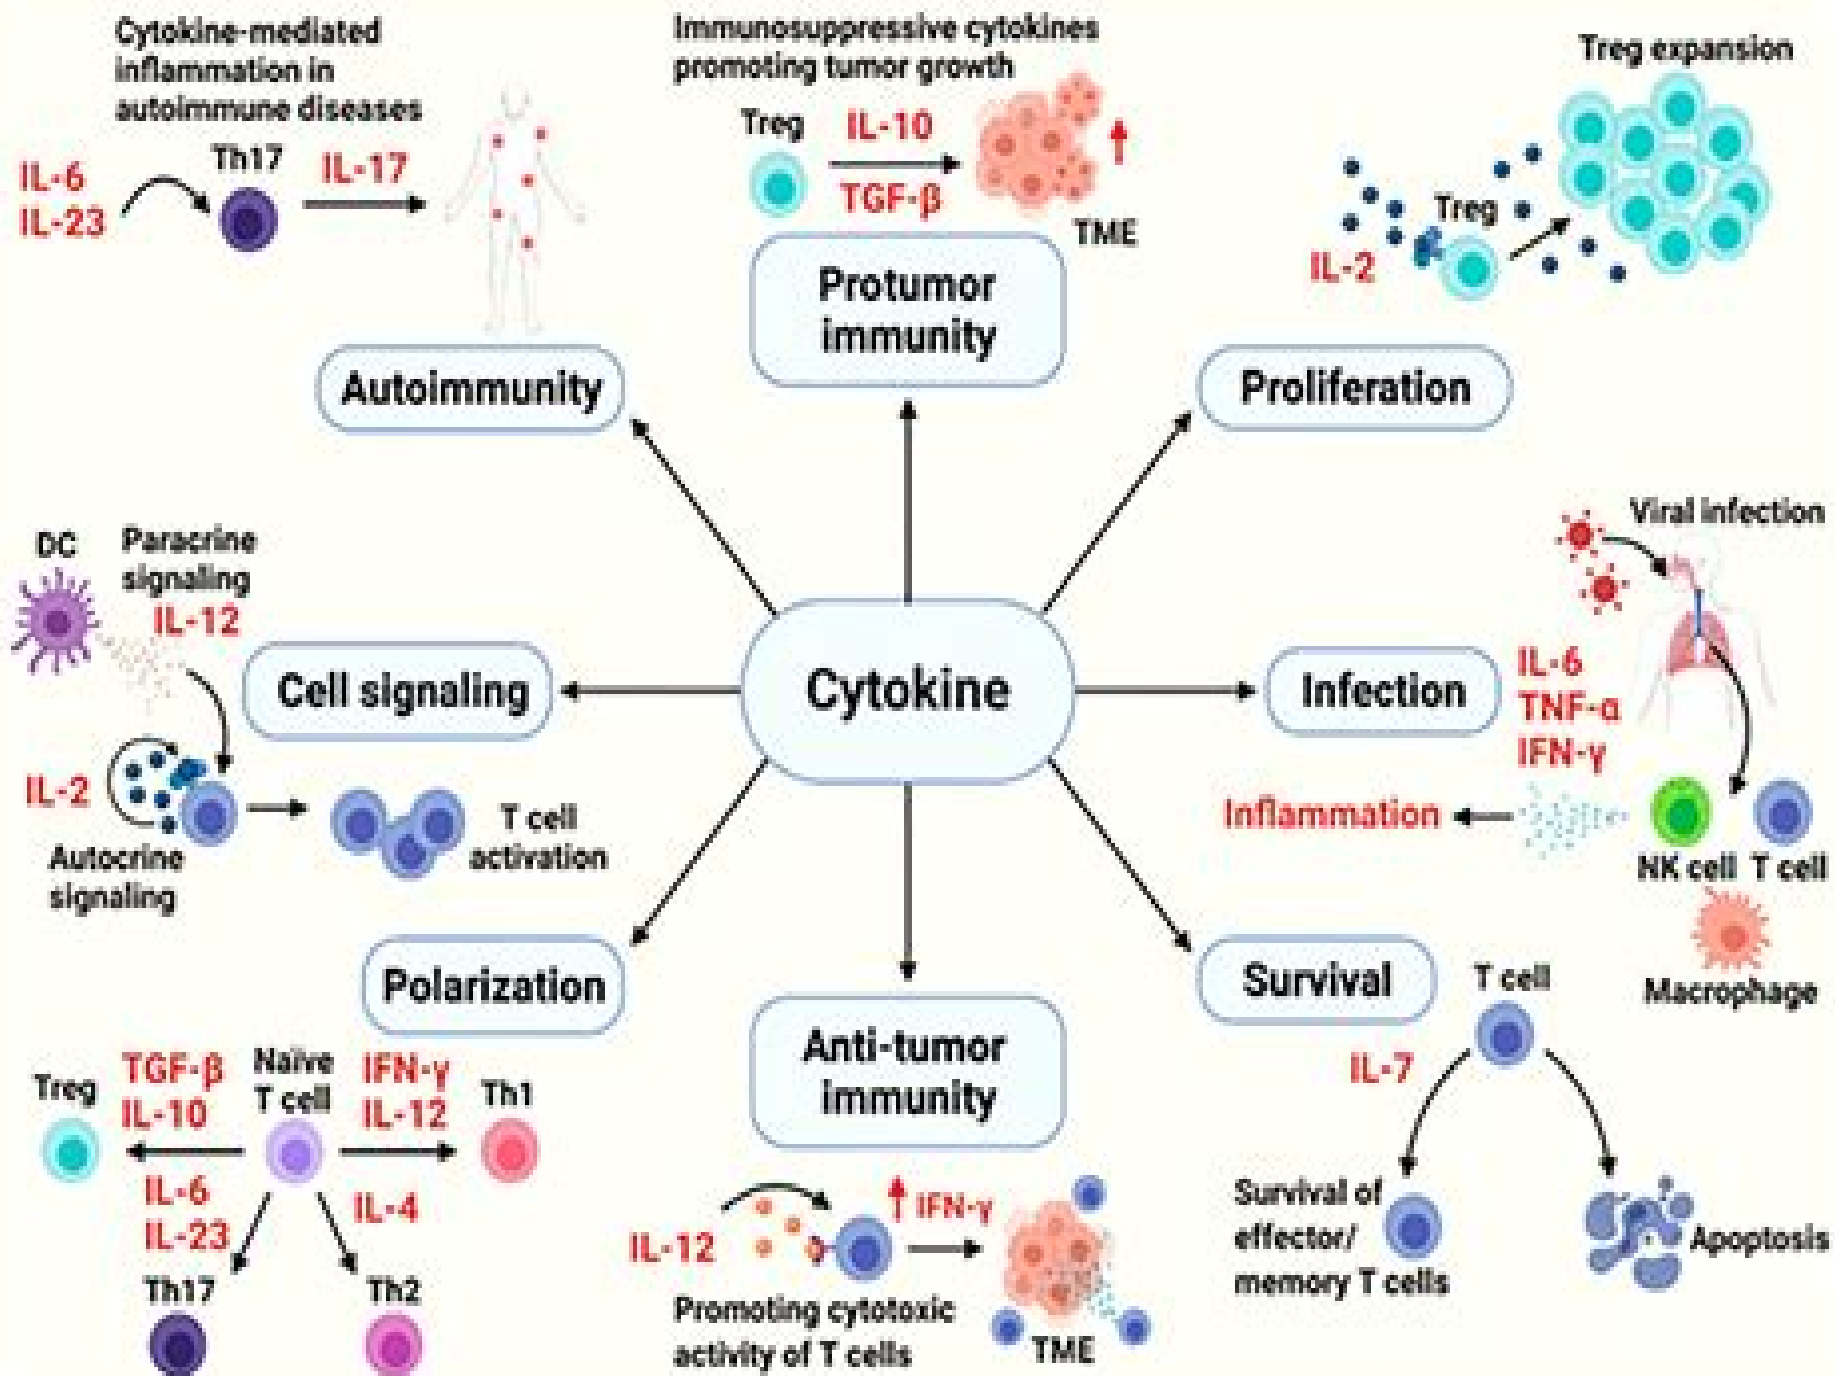 Cytokine-mediated
inflammation in
autoimmune diseases
IL-6
IL-23
Th17
IL-17
Autoimmunity
Immunosuppressive cytokines
promoting tumor growth
Treg
IL-10
TGF-β
TME
Protumor
immunity
Treg expansion
Treg
IL-2
Proliferation
DC
Paracrine
signaling
IL-12
Cell signaling
IL-2
Autocrine
signaling
T cell
activation
Cytokine
Viral infection
Infection
IL-6
TNF-α
IFN-γ
Inflammation
NK cell
T cell
Macrophage
Polarization
Treg
TGF-β
IL-10
Naïve
T cell
IFN-γ
IL-12
Th1
IL-6
IL-23
IL-4
Th17
Th2
Anti-tumor
immunity
IL-12
IFN-γ
Promoting cytotoxic
activity of T cells
TME
Survival
T cell
IL-7
Survival of
effector/
memory T cells
Apoptosis